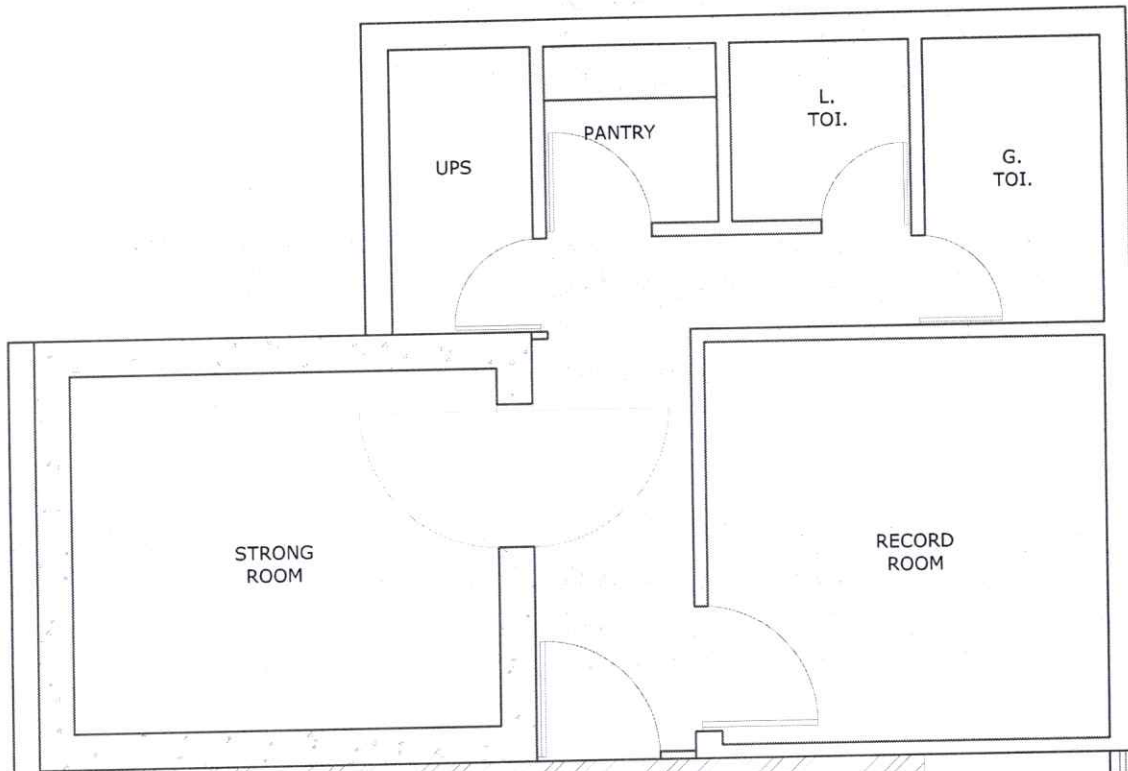 UPS
PANTRY
L.
TOI.
G.
TOI.
STRONG
ROOM
RECORD
ROOM